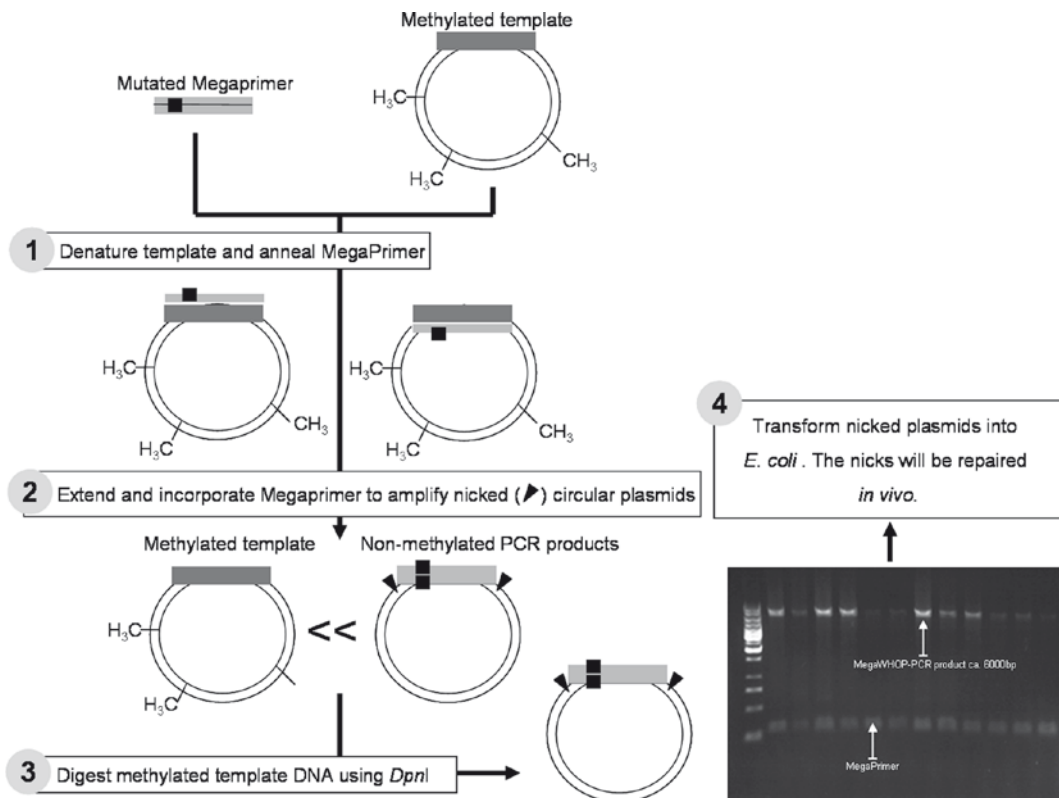 Methylated template
Mutated Megaprimer
H₃C
H₃C
CH₃
1
Denature template and anneal MegaPrimer
H₃C
H₃C
CH₃
H₃C
H₃C
CH₃
2
Extend and incorporate Megaprimer to amplify nicked ( ) circular plasmids
Methylated template
Non-methylated PCR products
H₃C
H₃C
<<
3
Digest methylated template DNA using DpnI
4
Transform nicked plasmids into
E. coli . The nicks will be repaired
in vivo.
MegaWHOP-PCR product ca. 6000bp
MegaPrimer